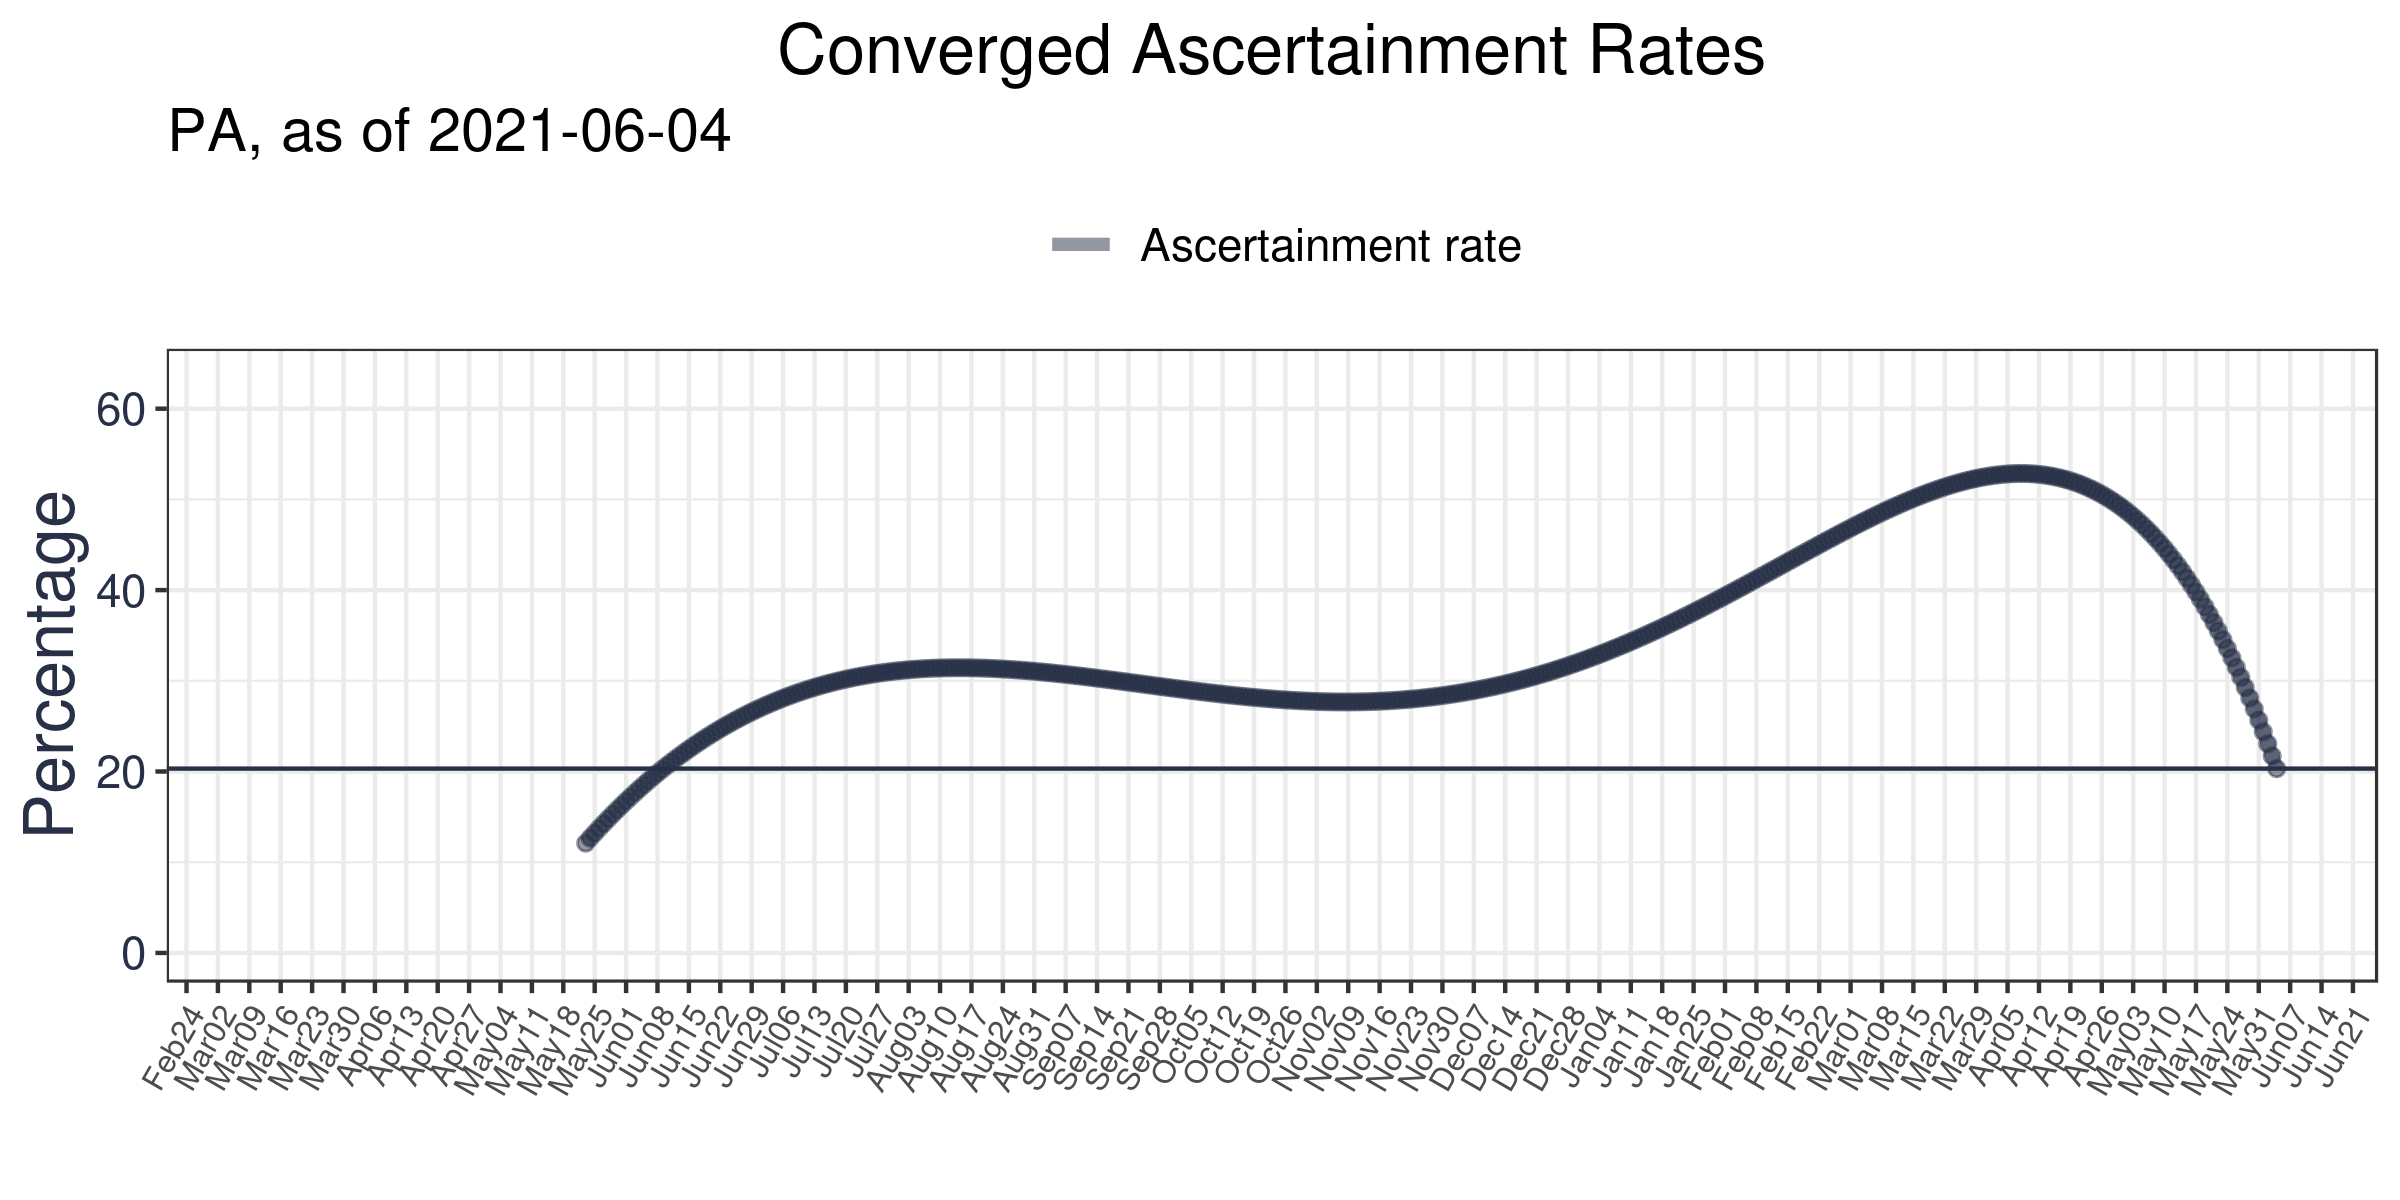 Converged Ascertainment Rates
PA, as of 2021-06-04
Ascertainment rate
Percentage
60
40
20
0
Feb24
Mar02
Mar09
Mar16
Mar23
Mar30
Apr06
Apr13
Apr20
Apr27
May04
May11
May18
May25
Jun01
Jun08
Jun15
Jun22
Jun29
Jul06
Jul13
Jul20
Jul27
Aug03
Aug10
Aug17
Aug24
Aug31
Sep07
Sep14
Sep21
Sep28
Oct05
Oct12
Oct19
Oct26
Nov02
Nov09
Nov16
Nov23
Nov30
Dec07
Dec14
Dec21
Dec28
Jan04
Jan11
Jan18
Jan25
Feb01
Feb08
Feb15
Feb22
Mar01
Mar08
Mar15
Mar22
Mar29
Apr05
Apr12
Apr19
Apr26
May03
May10
May17
May24
May31
Jun07
Jun14
Jun21